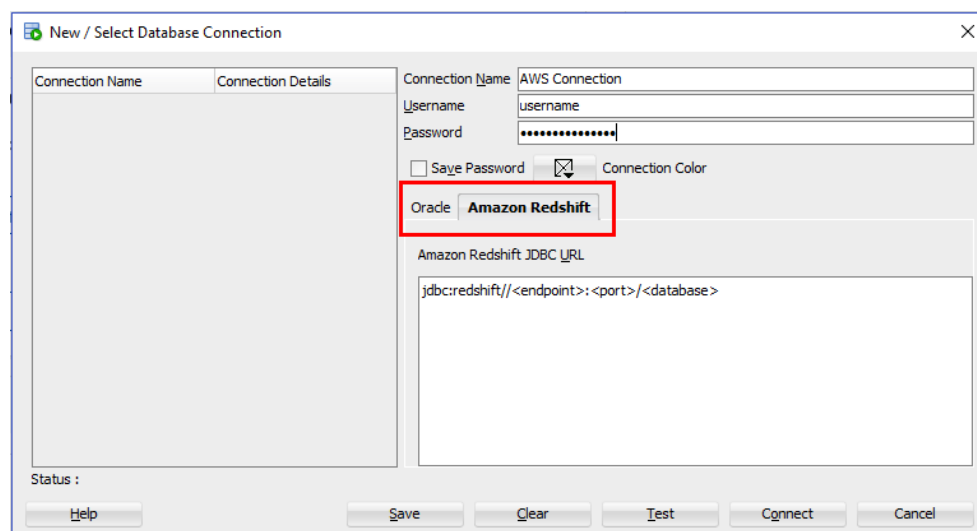 New / Select Database Connection
Connection Name Connection Details
Connection Name AWS Connection
Username username
Password •••••••••••••••
Save Password Connection Color
Oracle Amazon Redshift
Amazon Redshift JDBC URL
jdbc:redshift//<endpoint>:<port>/<database>
Status :
Help Save Clear Test Connect Cancel